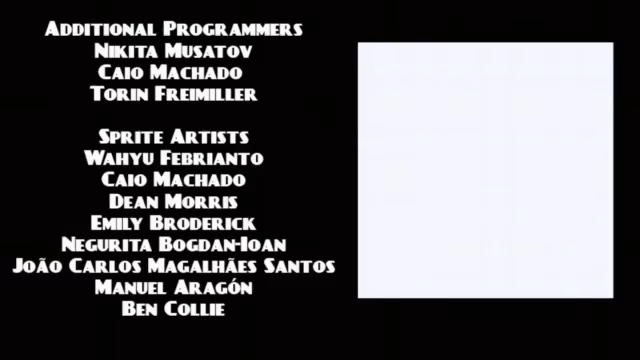 Additional Programmers
Nikita Musatov
Caio Machado
Torin Freimiller
Sprite Artists
Wahyu Febrianto
Caio Machado
Dean Morris
Emily Broderick
Negurita Bogdan-Ioan
João Carlos Magalhães Santos
Manuel Aragón
Ben Collie